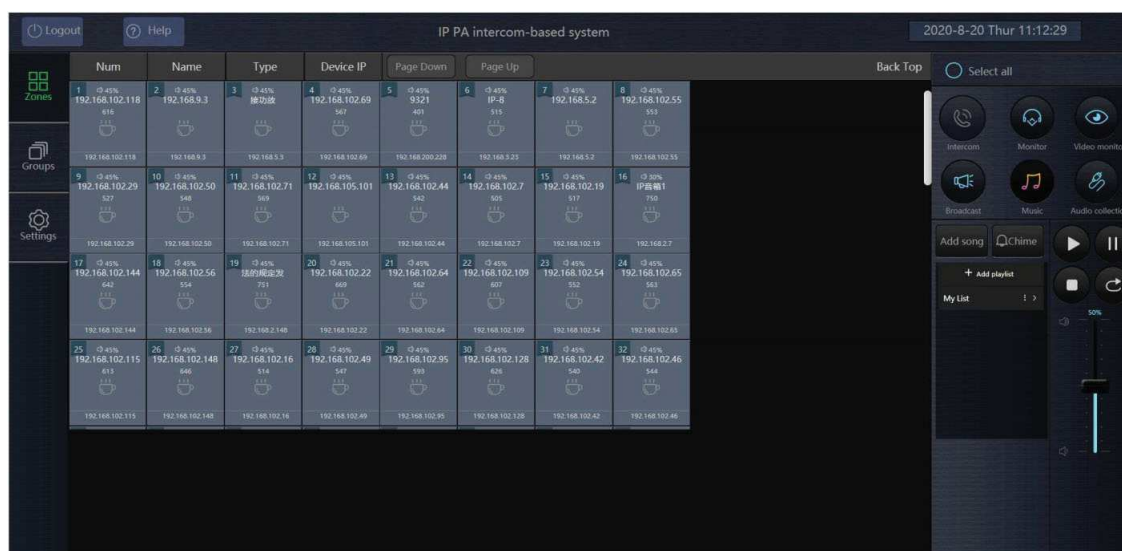 Logout
Help
IP PA intercom-based system
2020-8-20 Thur 11:12:29
Num Name Type Device IP Page Down Page Up Back Top
Select all
Zones
Groups
Settings
1 45% 2 45% 3 45% 4 45% 5 45% 6 45% 7 45% 8 45%
192.168.102.118 192.168.9.3 接功放 192.168.102.69 9321 IP-8 192.168.5.2 192.168.102.55
616 567 401 515 553
192.168.102.118 192.168.9.3 192.168.5.3 192.168.102.69 192.168.200.228 192.168.3.23 192.168.5.2 192.168.102.55
9 45% 10 45% 11 45% 12 45% 13 45% 14 45% 15 45% 16 30%
192.168.102.29 192.168.102.50 192.168.102.71 192.168.105.101 192.168.102.44 192.168.102.7 192.168.102.19 IP音箱1
527 548 569 542 505 517 750
192.168.102.29 192.168.102.50 192.168.102.71 192.168.105.101 192.168.102.44 192.168.102.7 192.168.102.19 192.168.2.7
17 45% 18 45% 19 45% 20 45% 21 45% 22 45% 23 45% 24 45%
192.168.102.144 192.168.102.56 法的规定发 192.168.102.22 192.168.102.64 192.168.102.109 192.168.102.54 192.168.102.65
642 554 751 669 562 607 552 563
192.168.102.144 192.168.102.56 192.168.2.148 192.168.102.22 192.168.102.64 192.168.102.109 192.168.102.54 192.168.102.65
25 45% 26 45% 27 45% 28 45% 29 45% 30 45% 31 45% 32 45%
192.168.102.115 192.168.102.148 192.168.102.16 192.168.102.49 192.168.102.95 192.168.102.128 192.168.102.42 192.168.102.46
613 646 514 547 593 626 540 544
192.168.102.115 192.168.102.148 192.168.102.16 192.168.102.49 192.168.102.95 192.168.102.128 192.168.102.42 192.168.102.46
Intercom Monitor Video monito
Broadcast Music Audio collectio
Add song Chime
+ Add playlist
My List
50%